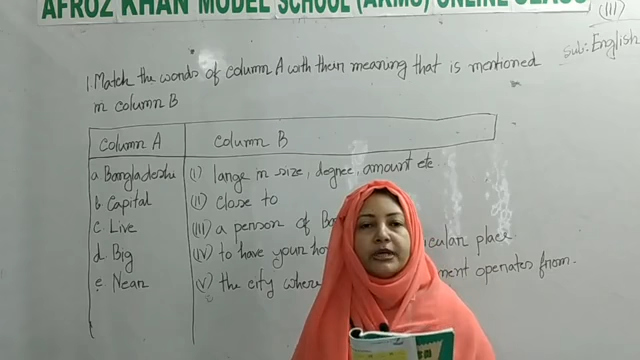 AFROZ KHAN MODEL SCHOOL (AKMS) ONLINE CLASS
(III)
Sub:- English
1. Match the words of column A with their meaning that is mentioned
in column B
Column A Column B
a Bangladeshi (I) large in size, degree, amount etc
b Capital (II) close to
c Live (III) a person of
d. Big (IV) to have your place.
e. Near (V) the city where operates from.